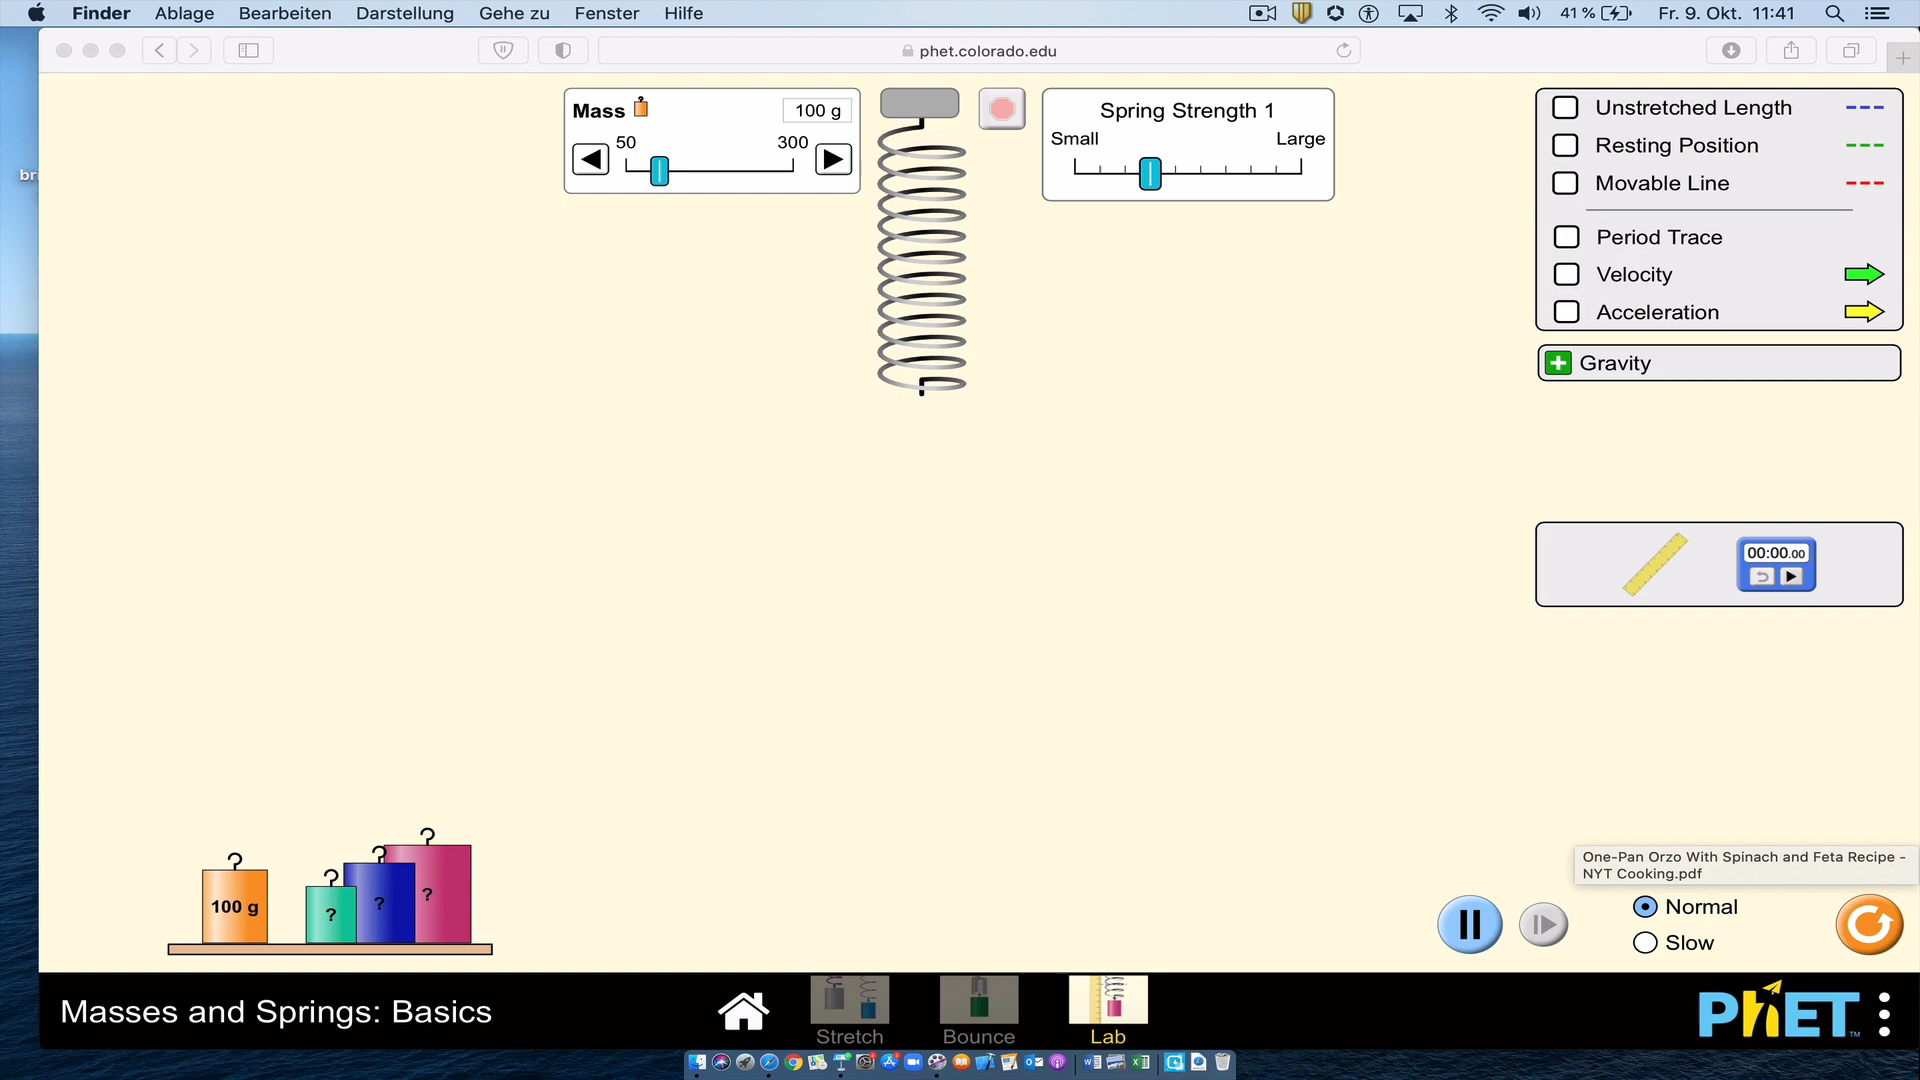 Finder Ablage Bearbeiten Darstellung Gehe zu Fenster Hilfe 41 % Fr. 9. Okt. 11:41
phet.colorado.edu
bri
Mass 100 g
50 300
Spring Strength 1
Small Large
Unstretched Length
Resting Position
Movable Line
Period Trace
Velocity
Acceleration
Gravity
00:00.00
100 g
?
?
?
One-Pan Orzo With Spinach and Feta Recipe -
NYT Cooking.pdf
Normal
Slow
Masses and Springs: Basics
Stretch
Bounce
Lab
PhET™